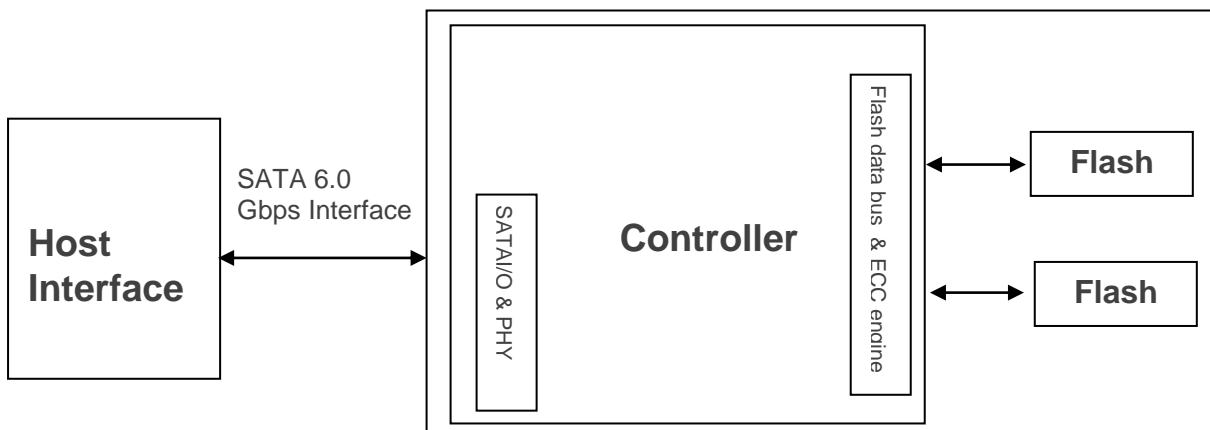 Host
Interface
SATA 6.0
Gbps Interface
SATAI/O & PHY
Controller
Flash data bus & ECC engine
Flash
Flash